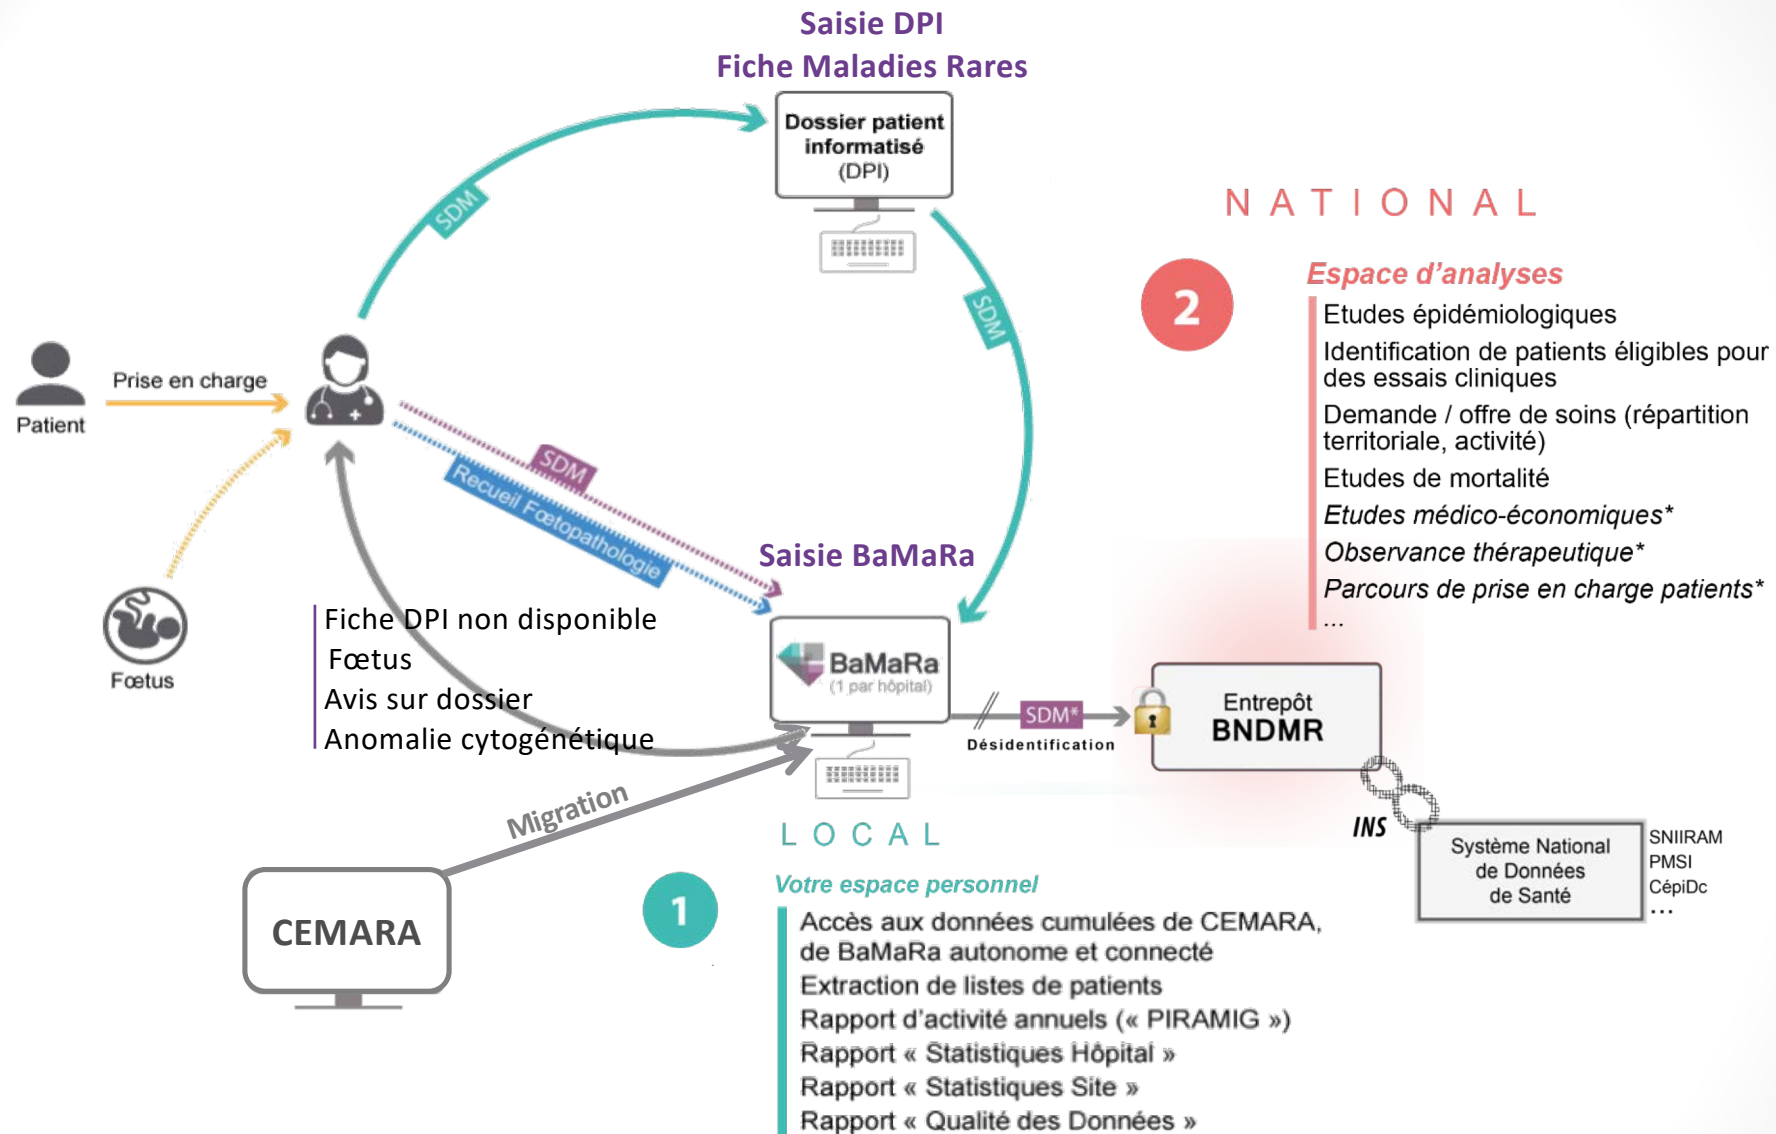 Saisie DPI
Fiche Maladies Rares
Dossier patient
informatisé
(DPI)
SDM
SDM
NATIONAL
2
Espace d'analyses
Etudes épidémiologiques
Identification de patients éligibles pour
des essais cliniques
Demande / offre de soins (répartition
territoriale, activité)
Etudes de mortalité
Etudes médico-économiques*
Observance thérapeutique*
Parcours de prise en charge patients*
...
Patient
Prise en charge
SDM
Recueil Fœtopathologie
Fœtus
Saisie BaMaRa
Fiche DPI non disponible
Fœtus
Avis sur dossier
Anomalie cytogénétique
BaMaRa
(1 par hôpital)
SDM*
Désidentification
Entrepôt
BNDMR
INS
Système National
de Données
de Santé
SNIIRAM
PMSI
CépiDc
...
Migration
CEMARA
LOCAL
1
Votre espace personnel
Accès aux données cumulées de CEMARA,
de BaMaRa autonome et connecté
Extraction de listes de patients
Rapport d'activité annuels (« PIRAMIG »)
Rapport « Statistiques Hôpital »
Rapport « Statistiques Site »
Rapport « Qualité des Données »